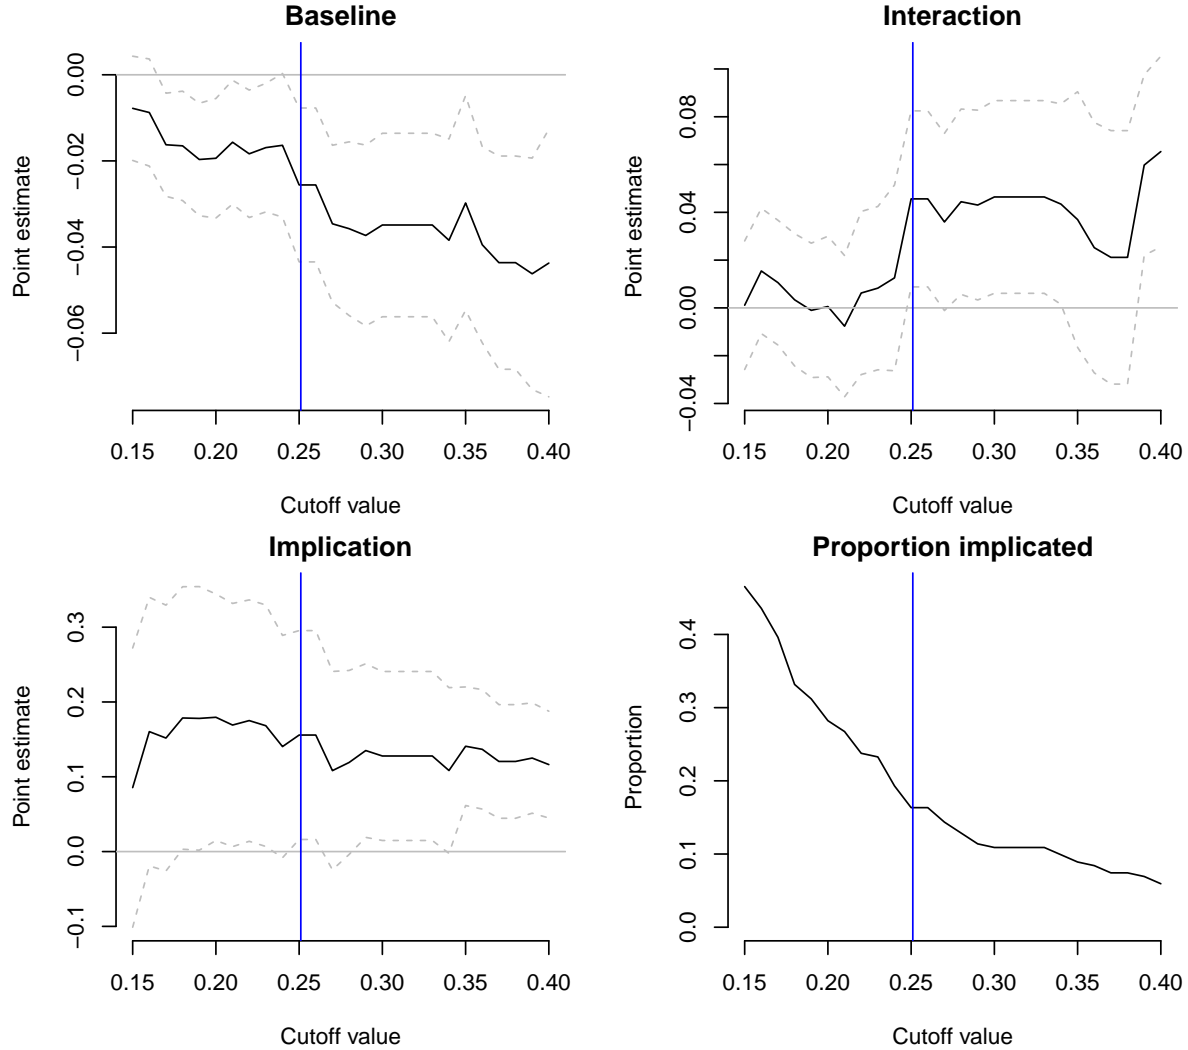 Baseline
Point estimate
0.00
−0.02
−0.04
−0.06
0.15 0.20 0.25 0.30 0.35 0.40
Cutoff value
Interaction
Point estimate
0.08
0.04
0.00
−0.04
0.15 0.20 0.25 0.30 0.35 0.40
Cutoff value
Implication
Point estimate
0.3
0.2
0.1
0.0
−0.1
0.15 0.20 0.25 0.30 0.35 0.40
Cutoff value
Proportion implicated
Proportion
0.4
0.3
0.2
0.1
0.0
0.15 0.20 0.25 0.30 0.35 0.40
Cutoff value